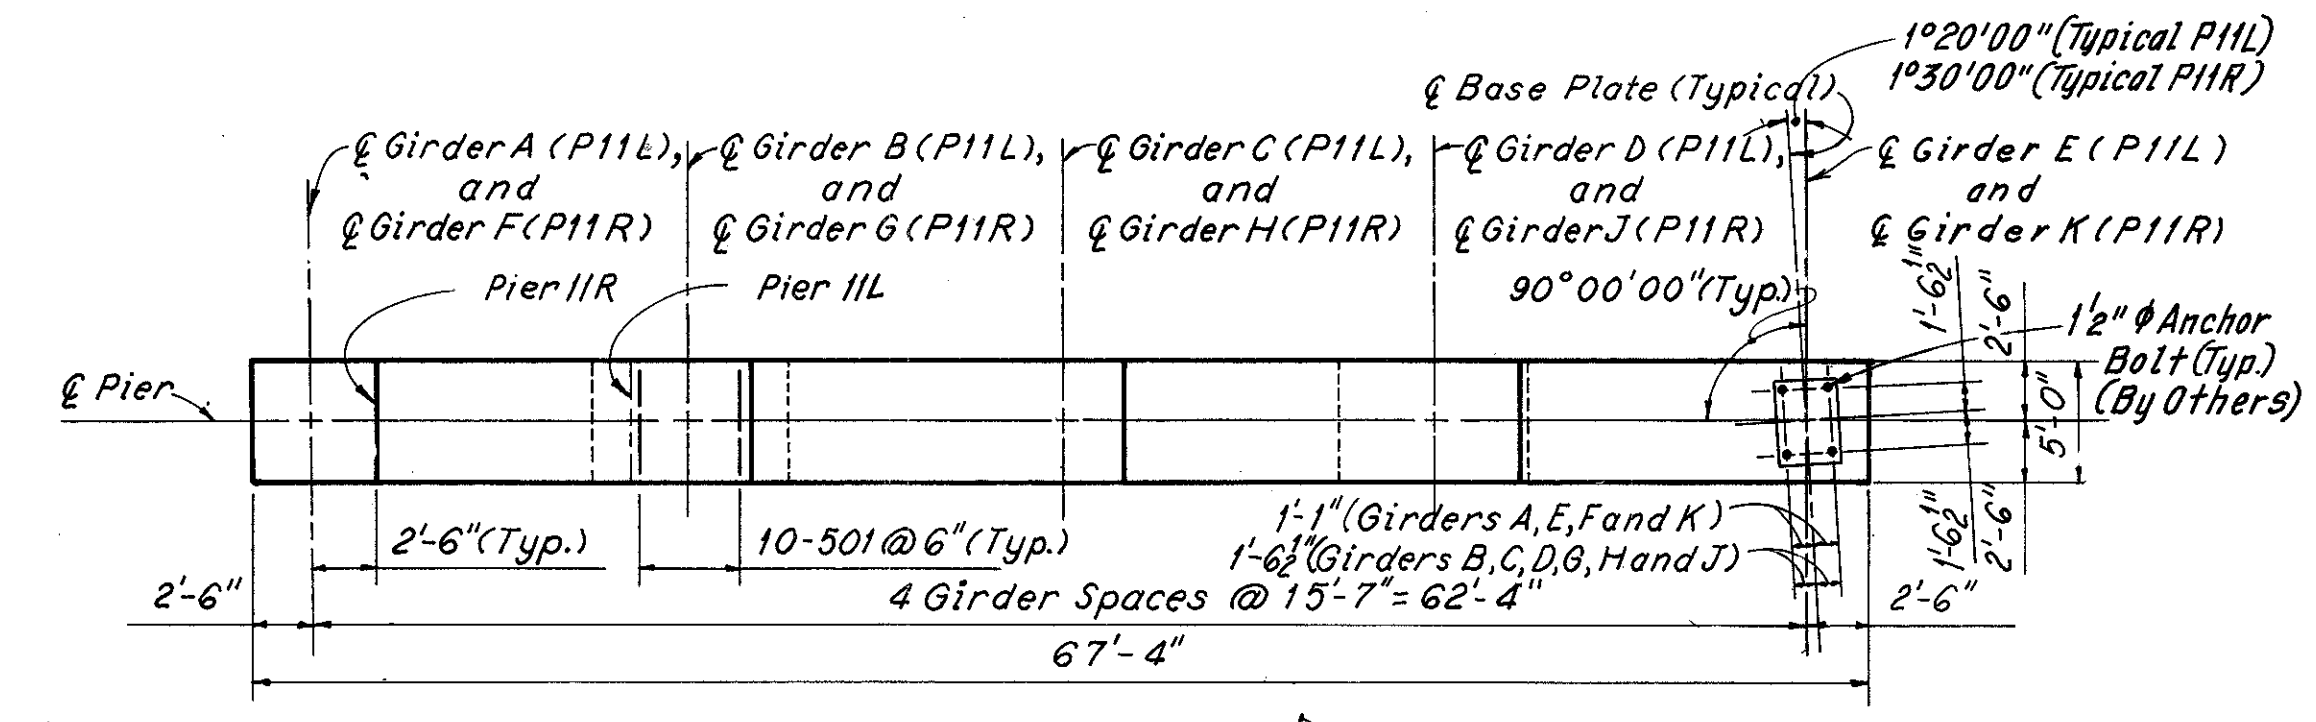 1°20'00" (Typical P11L)
1°30'00" (Typical P11R)
℄ Base Plate (Typical)
℄ Girder A (P11L),
and
℄ Girder F (P11R)
℄ Girder B (P11L),
and
℄ Girder G (P11R)
℄ Girder C (P11L),
and
℄ Girder H (P11R)
℄ Girder D (P11L),
and
℄ Girder J (P11R)
℄ Girder E (P11L)
and
℄ Girder K (P11R)
Pier 11R
Pier 11L
90°00'00" (Typ.)
1'-6½"
2'-6"
1½" ϕ Anchor
Bolt (Typ.)
(By Others)
℄ Pier
5'-0"
1'-6½"
2'-6"
2'-6" (Typ.)
10-501 @ 6" (Typ.)
1'-1" (Girders A, E, F and K)
1'-6½" (Girders B, C, D, G, H and J)
2'-6"
4 Girder Spaces @ 15'-7" = 62'-4"
2'-6"
67'-4"